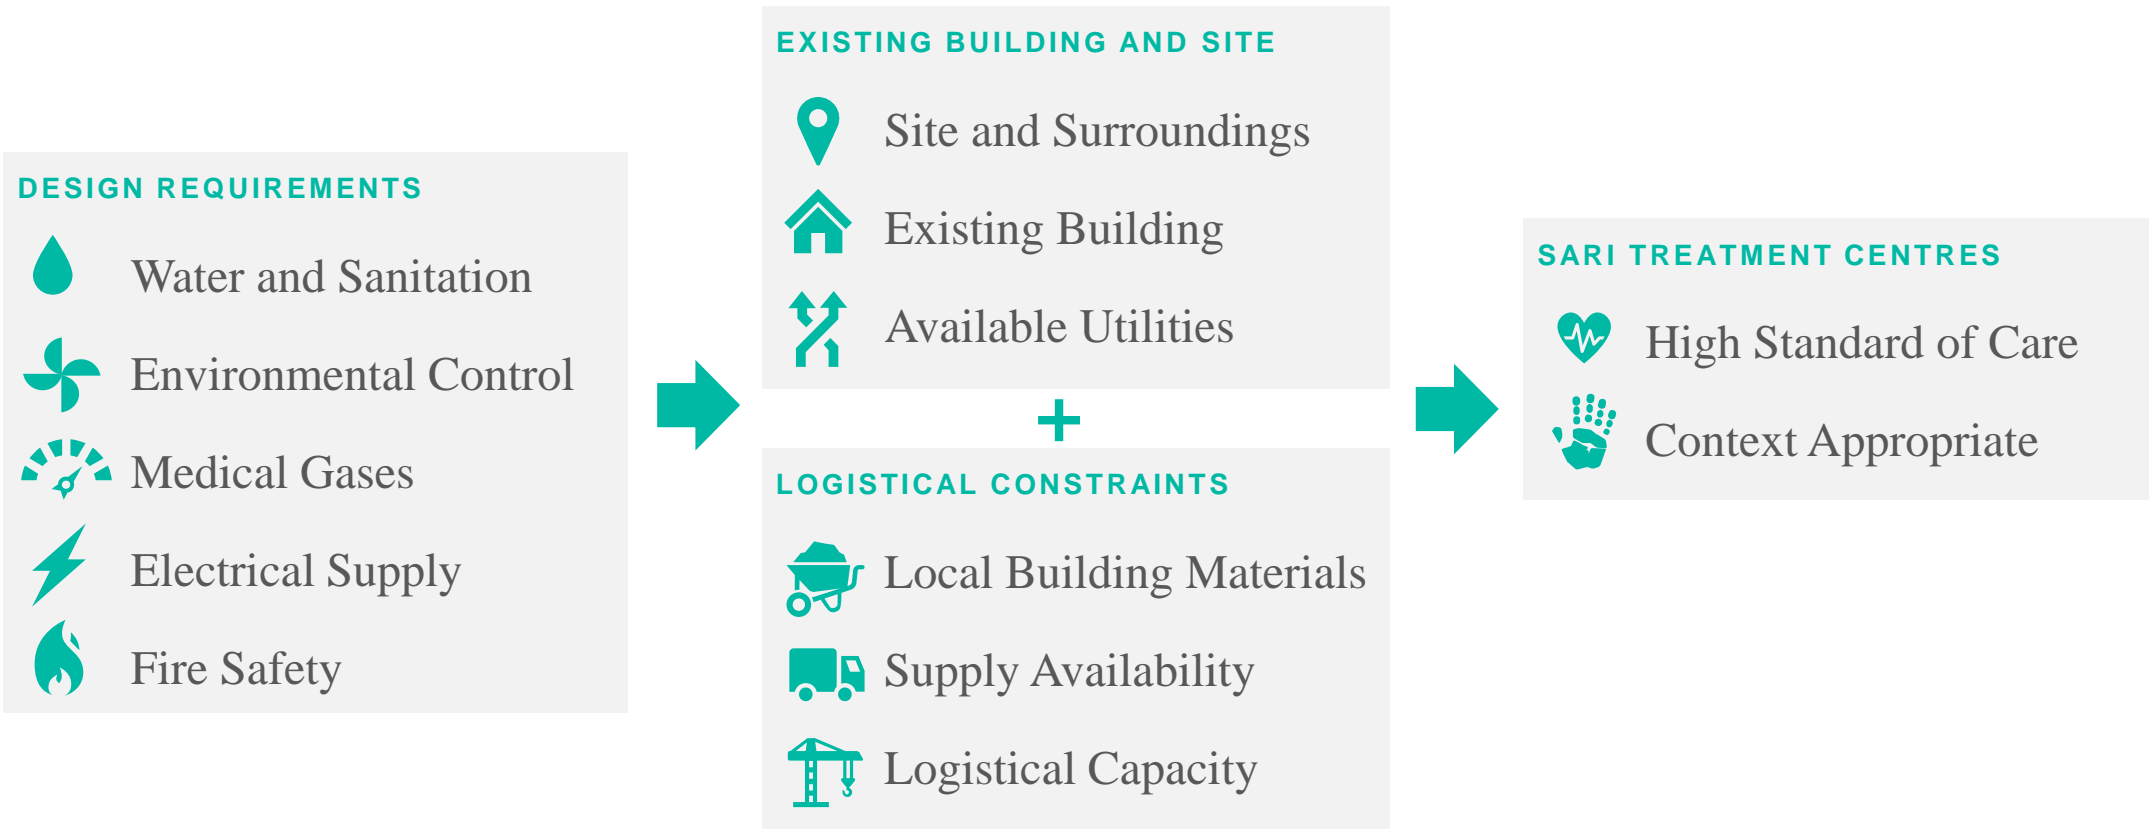 DESIGN REQUIREMENTS
Water and Sanitation
Environmental Control
Medical Gases
Electrical Supply
Fire Safety
EXISTING BUILDING AND SITE
Site and Surroundings
Existing Building
Available Utilities
+
LOGISTICAL CONSTRAINTS
Local Building Materials
Supply Availability
Logistical Capacity
SARI TREATMENT CENTRES
High Standard of Care
Context Appropriate